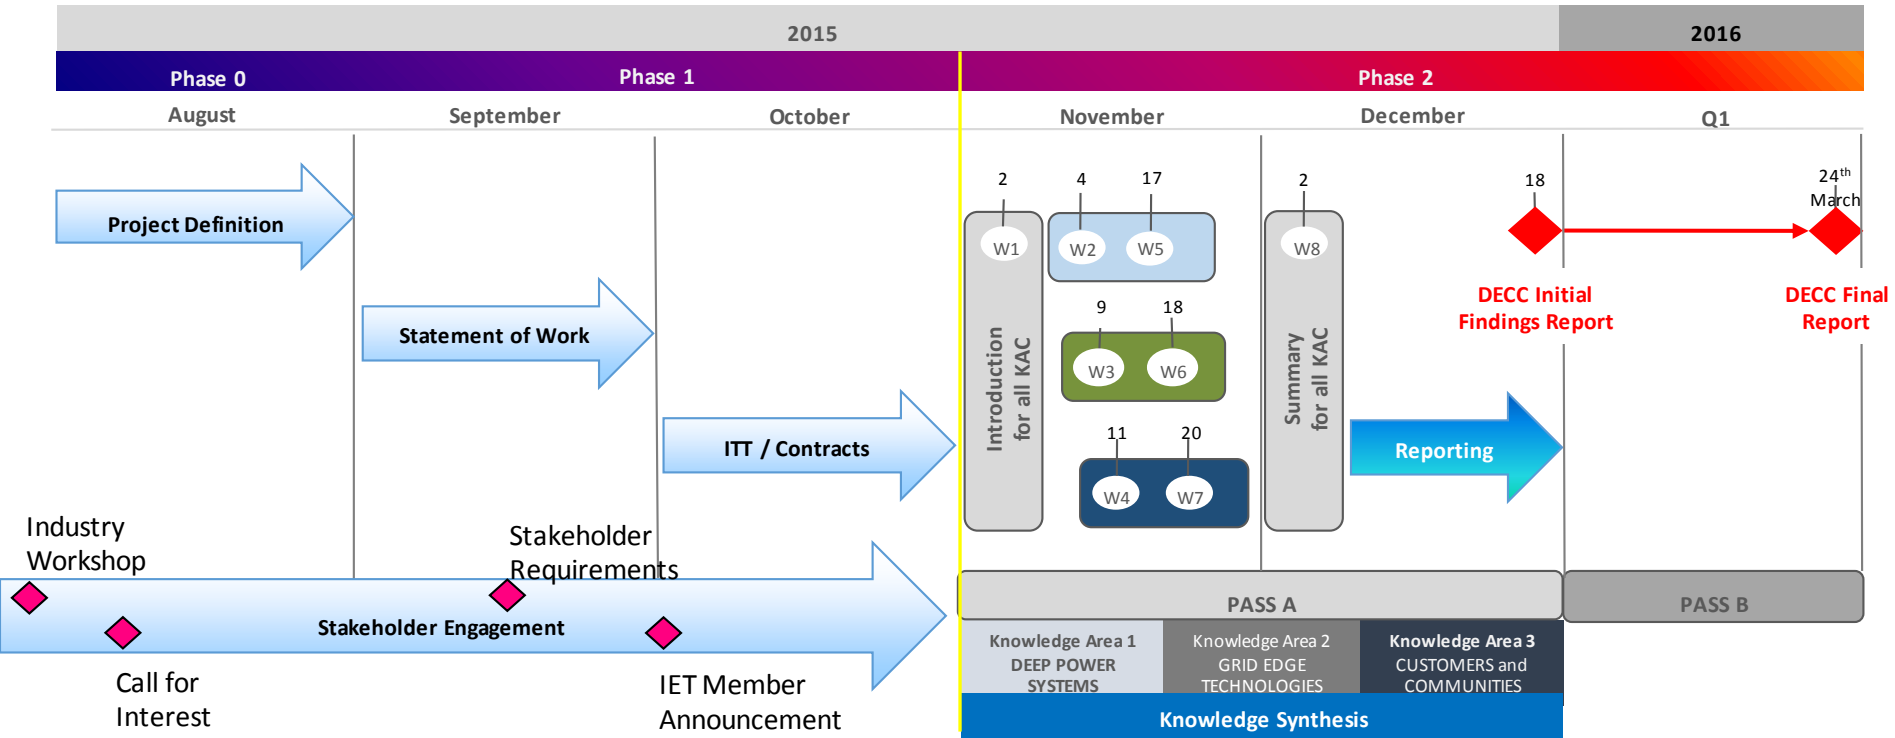 2015
2016
Phase 0
Phase 1
Phase 2
August
September
October
November
December
Q1
Project Definition
Statement of Work
ITT / Contracts
2
4
17
2
18
24th
March
W1
W2
W5
W8
Introduction
for all KAC
9
18
W3
W6
11
20
W4
W7
Summary
for all KAC
DECC Initial
Findings Report
DECC Final
Report
Reporting
Industry
Workshop
Stakeholder
Requirements
Stakeholder Engagement
Call for
Interest
IET Member
Announcement
PASS A
PASS B
Knowledge Area 1
DEEP POWER
SYSTEMS
Knowledge Area 2
GRID EDGE
TECHNOLOGIES
Knowledge Area 3
CUSTOMERS and
COMMUNITIES
Knowledge Synthesis